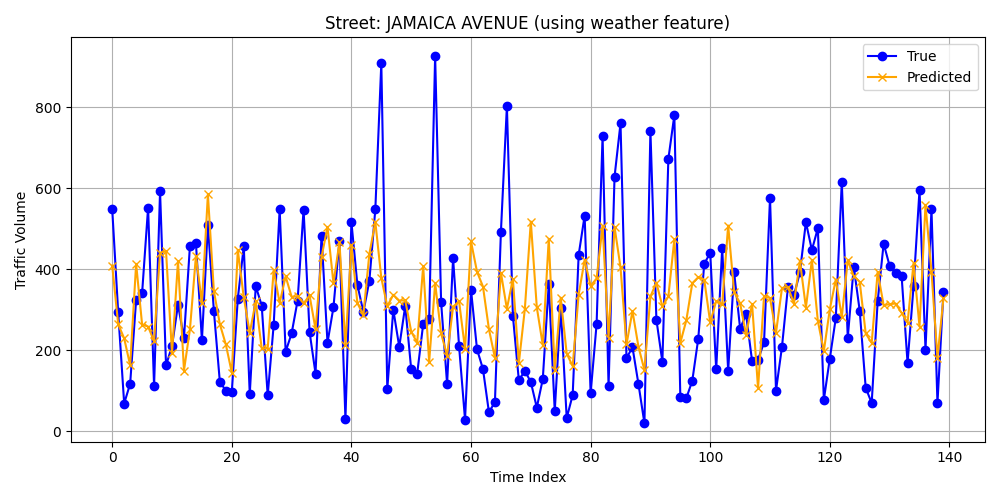 Street: JAMAICA AVENUE (using weather feature)
True
Predicted
Traffic Volume
800
600
400
200
0
0 20 40 60 80 100 120 140
Time Index